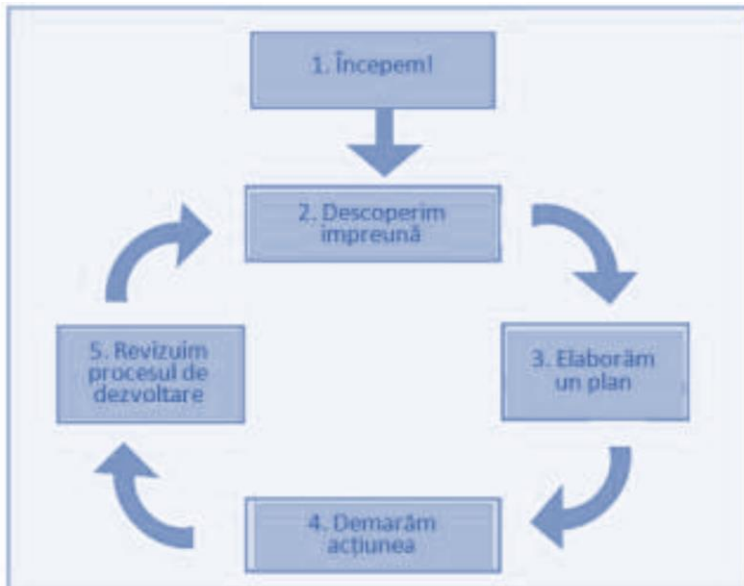 1. Începem!
2. Descoperim
împreună
3. Elaborăm
un plan
4. Demarăm
acțiunea
5. Revizuim
procesul de
dezvoltare